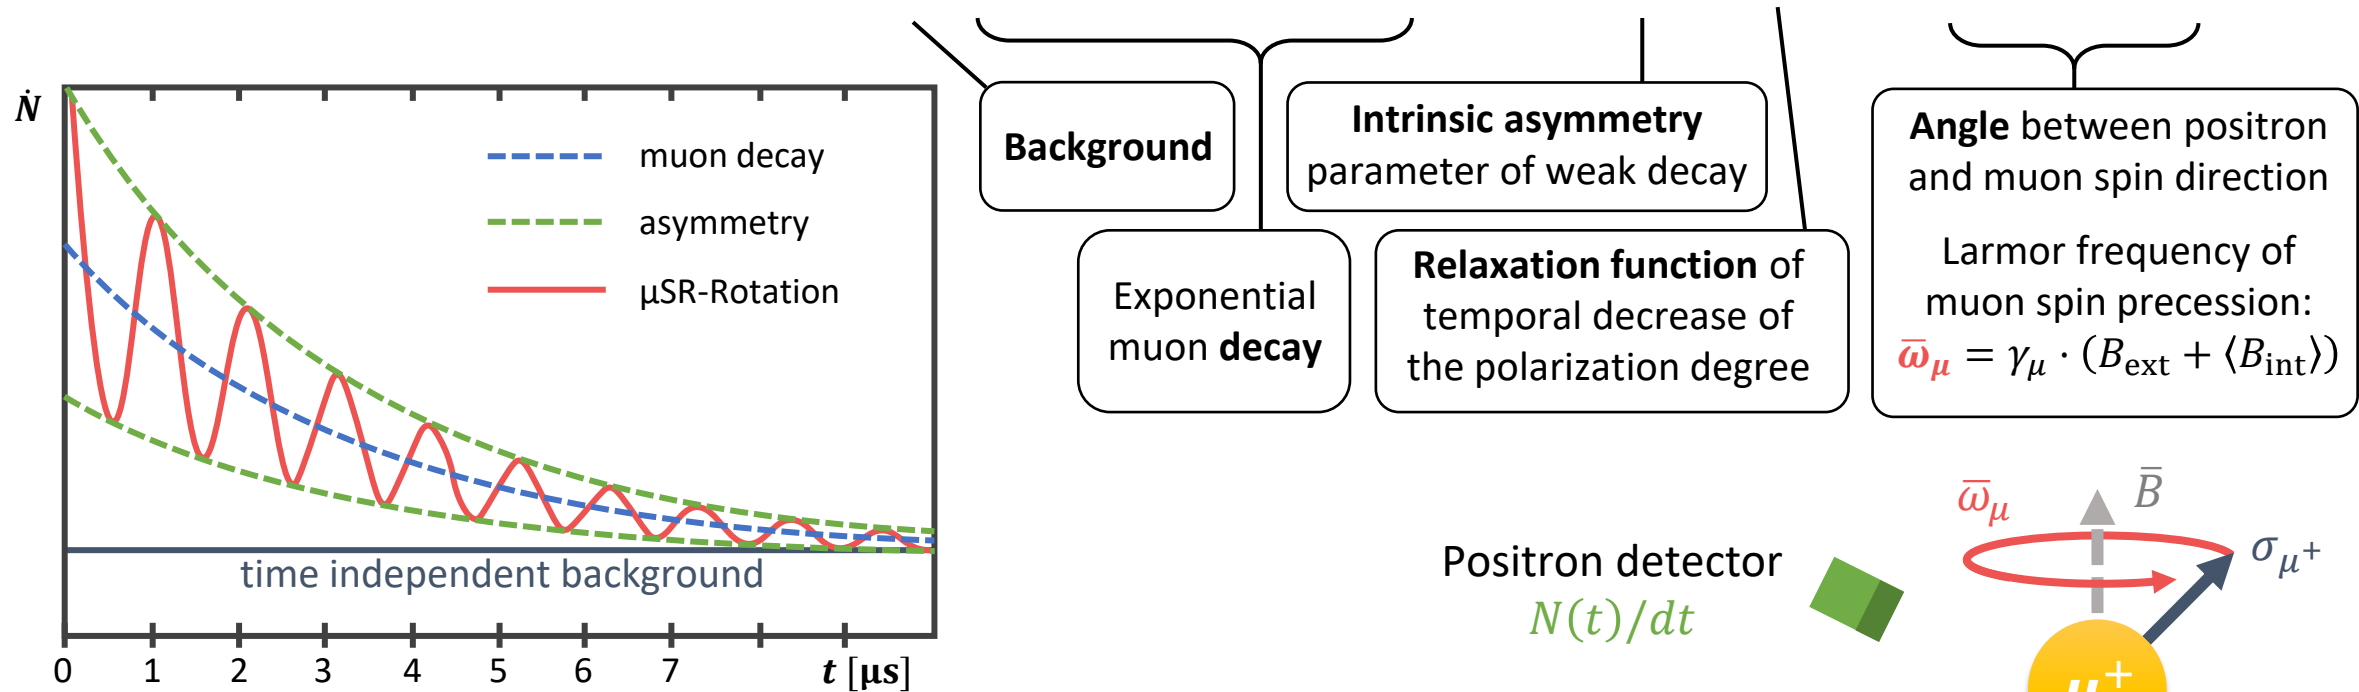 Ṅ
muon decay
asymmetry
μSR-Rotation
time independent background
0 1 2 3 4 5 6 7 t [μs]
Background
Intrinsic asymmetry
parameter of weak decay
Exponential
muon decay
Relaxation function of
temporal decrease of
the polarization degree
Angle between positron
and muon spin direction
Larmor frequency of
muon spin precession:
ω̅μ = γμ · (Bext + ⟨Bint⟩)
Positron detector
N(t)/dt
ω̅μ
B̅
σμ+
μ+